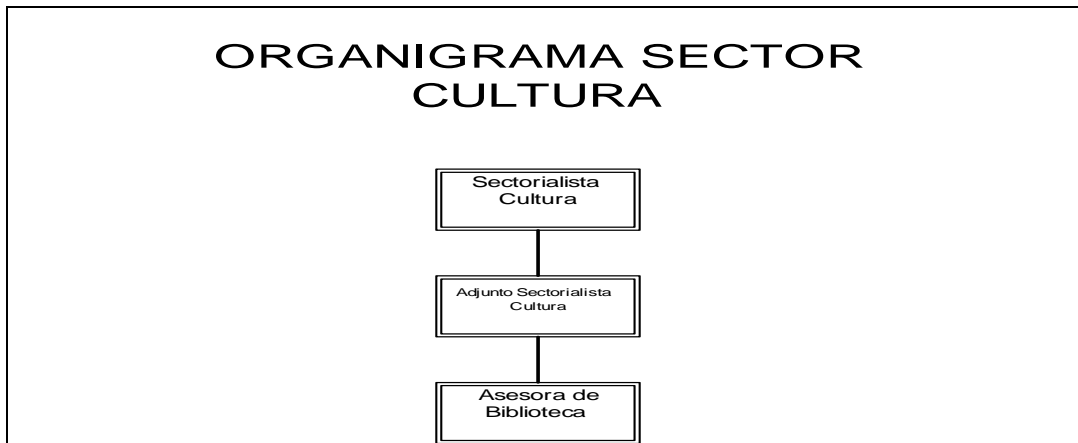 ORGANIGRAMA SECTOR
CULTURA
Sectorialista
Cultura
Adjunto Sectorialista
Cultura
Asesora de
Biblioteca